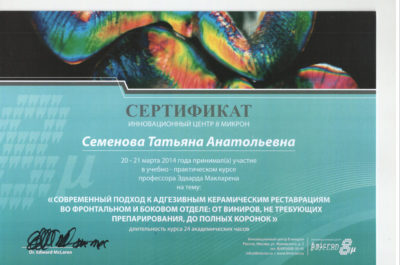 СЕРТИФИКАТ
ИННОВАЦИОННЫЙ ЦЕНТР 8 МИКРОН
Семенова Татьяна Анатольевна
20 - 21 марта 2014 года принимал(а) участие
в учебно - практическом курсе
профессора Эдварда Макларена
на тему:
«СОВРЕМЕННЫЙ ПОДХОД К АДГЕЗИВНЫМ КЕРАМИЧЕСКИМ РЕСТАВРАЦИЯМ
ВО ФРОНТАЛЬНОМ И БОКОВОМ ОТДЕЛЕ: ОТ ВИНИРОВ, НЕ ТРЕБУЮЩИХ
ПРЕПАРИРОВАНИЯ, ДО ПОЛНЫХ КОРОНОК »
длительность курса 24 академических часов
Dr. Edward McLaren
Инновационный центр 8 микрон